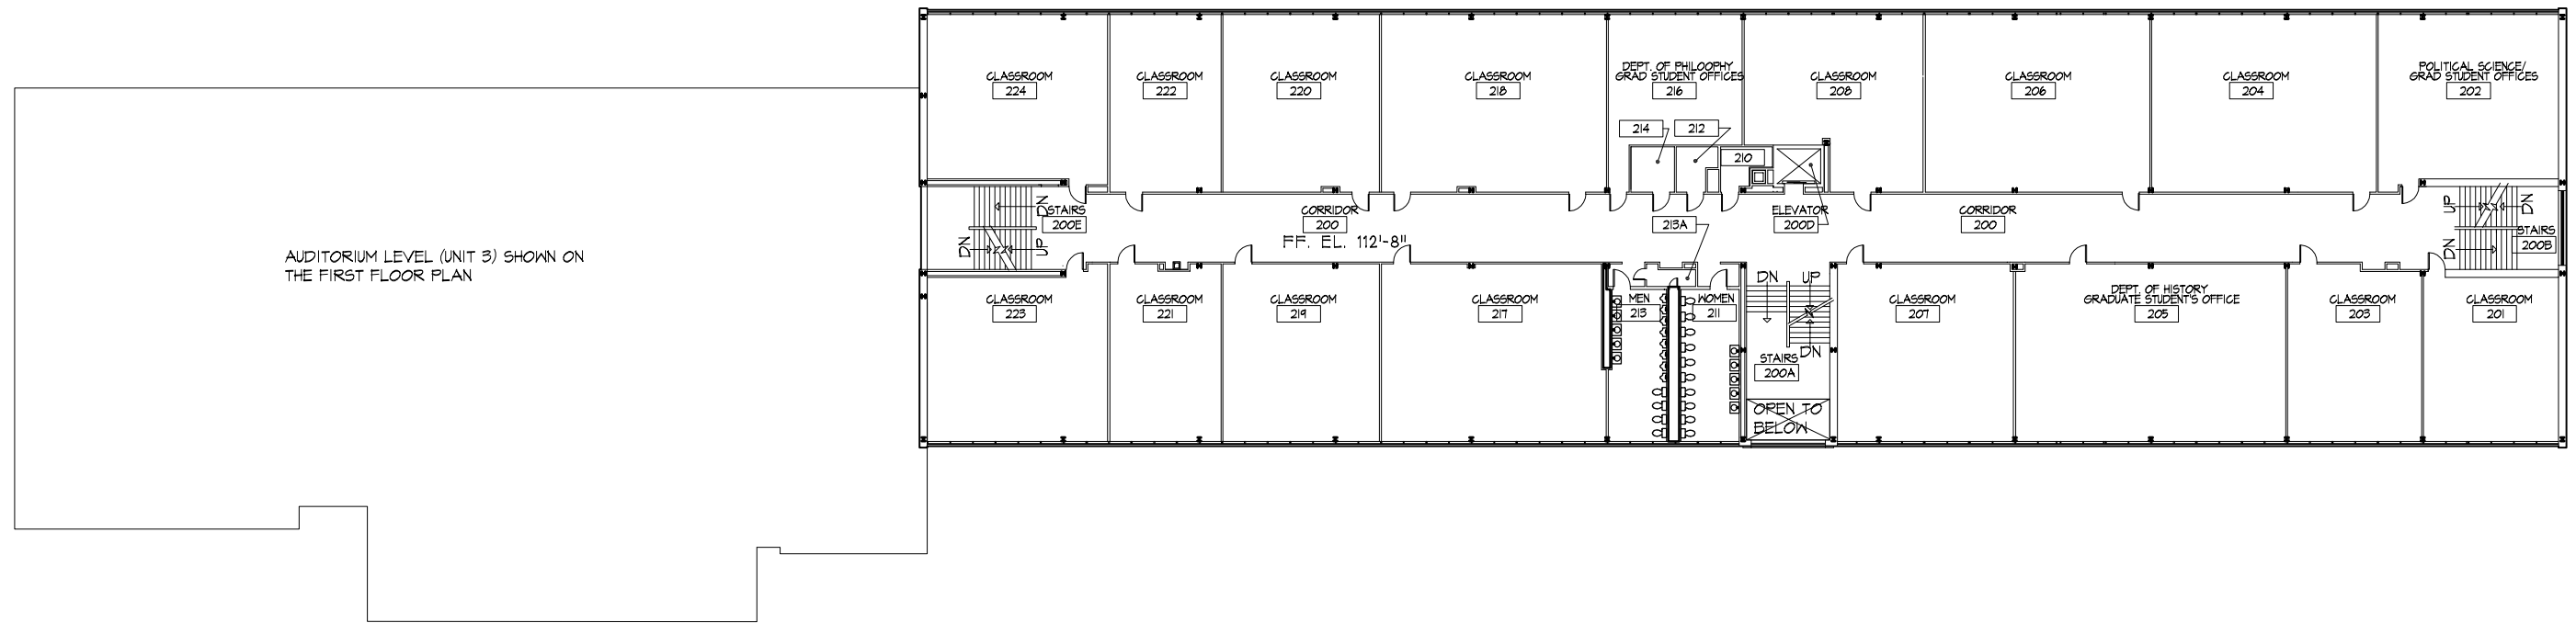 CLASSROOM
224
CLASSROOM
222
CLASSROOM
220
CLASSROOM
218
DEPT. OF PHILOOPHY
GRAD STUDENT OFFICES
216
CLASSROOM
208
CLASSROOM
206
CLASSROOM
204
POLITICAL SCIENCE/
GRAD STUDENT OFFICES
202
214
212
210
DN
STAIRS
200E
DN
UP
CORRIDOR
200
FF. EL. 112'-8"
213A
ELEVATOR
200D
CORRIDOR
200
UP
DN
DN
STAIRS
200B
AUDITORIUM LEVEL (UNIT 3) SHOWN ON
THE FIRST FLOOR PLAN
CLASSROOM
223
CLASSROOM
221
CLASSROOM
219
CLASSROOM
217
MEN
213
WOMEN
211
DN
UP
DN
STAIRS
200A
OPEN TO
BELOW
CLASSROOM
207
DEPT. OF HISTORY
GRADUATE STUDENT'S OFFICE
205
CLASSROOM
203
CLASSROOM
201